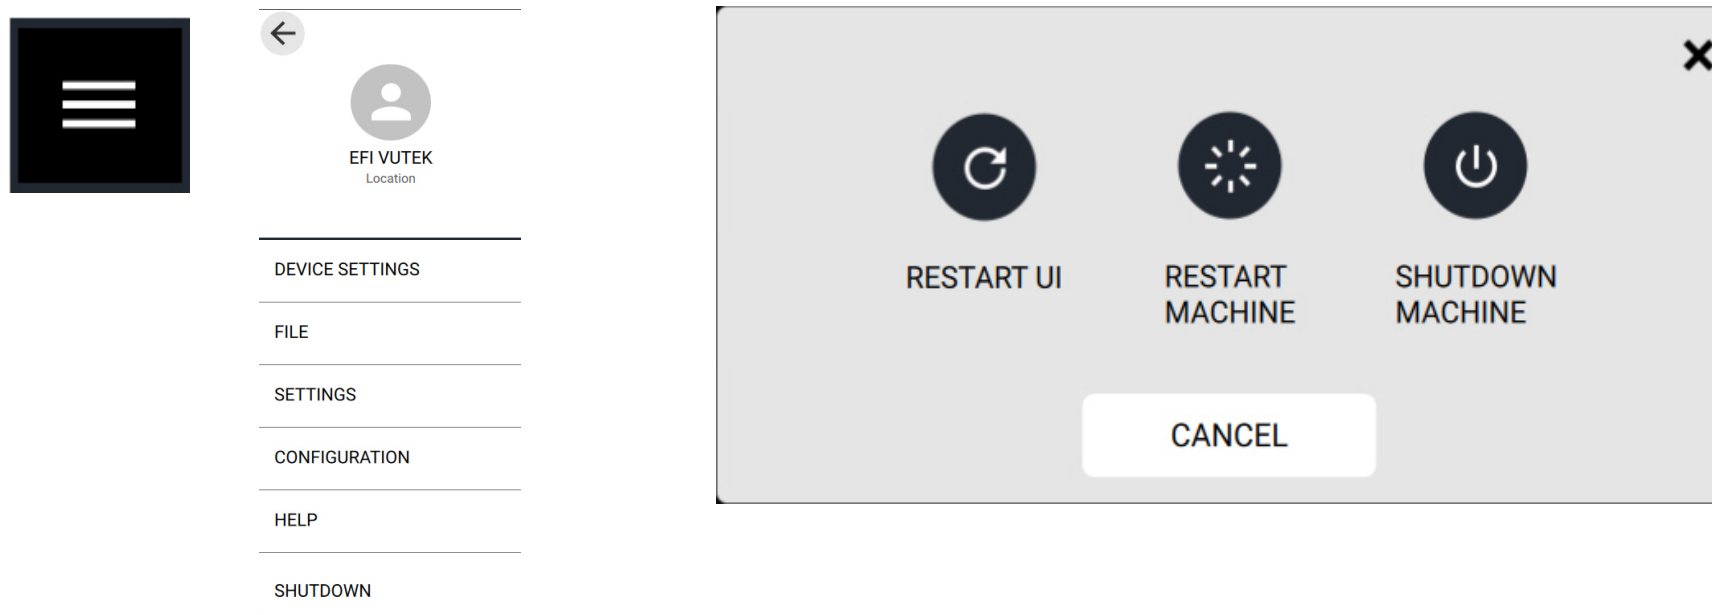 EFI VUTEK
Location
DEVICE SETTINGS
FILE
SETTINGS
CONFIGURATION
HELP
SHUTDOWN
RESTART UI
RESTART
MACHINE
SHUTDOWN
MACHINE
CANCEL